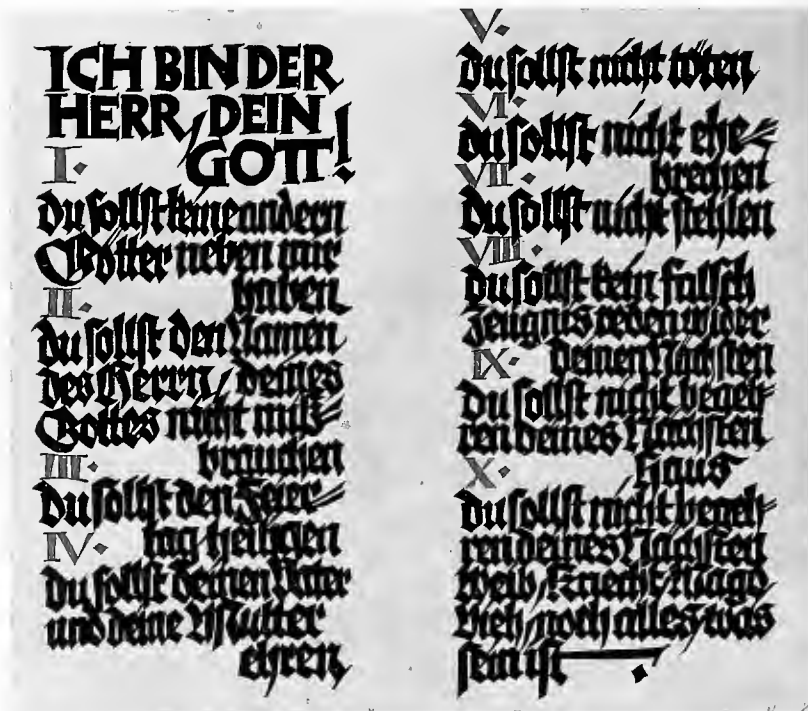 ICH BIN DER
HERR, DEIN
GOTT!
I.
Du sollst keine andern
Götter neben mir
haben.
II.
Du sollst den Namen
des Herrn, deines
Gottes nicht miß=
brauchen
III.
Du sollst den Feier=
tag heiligen
IV.
Du sollst deinen Vater
und deine Mutter
ehren,
V.
Du sollst nicht töten,
VI.
Du sollst nicht ehe=
brechen
VII.
Du sollst nicht stehlen
VIII.
Du sollst kein falsch
Zeugnis reden wider
deinen Nächsten
IX.
Du sollst nicht begeh=
ren deines Nächsten
Haus
X.
Du sollst nicht begeh=
ren deines Nächsten
Weib, Knecht, Magd,
Vieh, noch alles was
sein ist